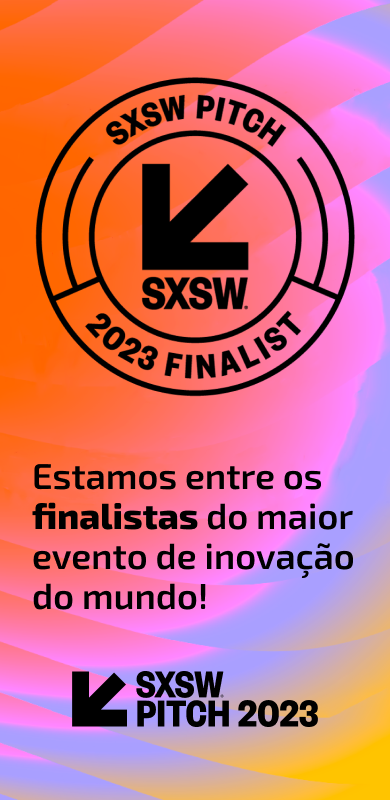 SXSW PITCH
SXSW.
2023 FINALIST
Estamos entre os
finalistas do maior
evento de inovação
do mundo!
SXSW.
PITCH 2023